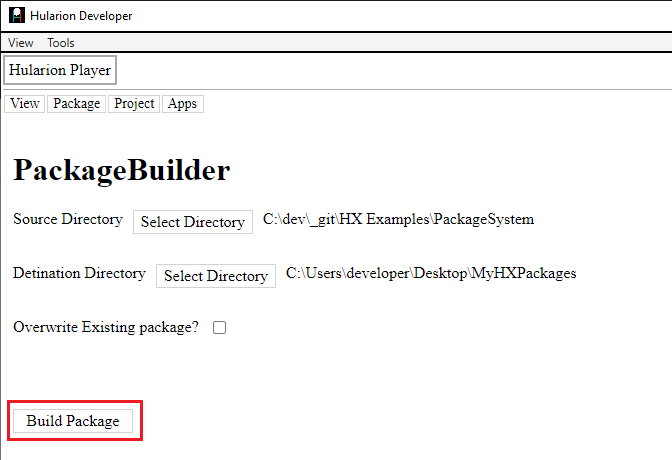 Hularion Developer
View Tools
Hularion Player
View Package Project Apps
PackageBuilder
Source Directory Select Directory C:\dev\_git\HX Examples\PackageSystem
Detination Directory Select Directory C:\Users\developer\Desktop\MyHXPackages
Overwrite Existing package?
Build Package